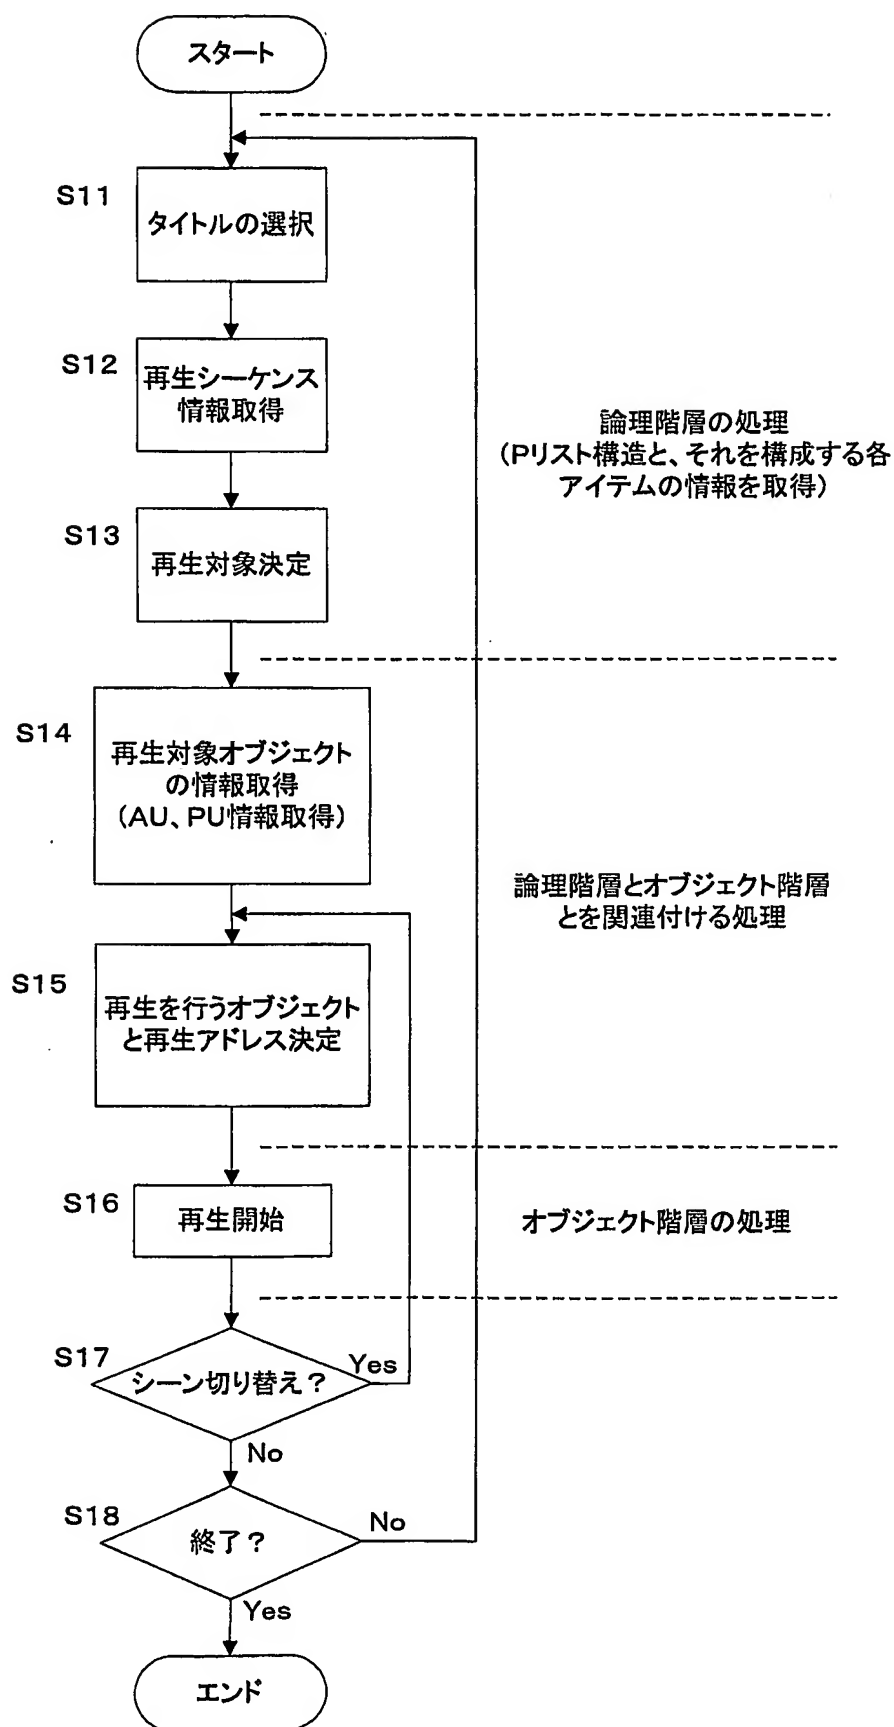 スタート
S11
タイトルの選択
S12
再生シーケンス
情報取得
論理階層の処理
(Pリスト構造と、それを構成する各
アイテムの情報を取得)
S13
再生対象決定
S14
再生対象オブジェクト
の情報取得
(AU、PU情報取得)
論理階層とオブジェクト階層
とを関連付ける処理
S15
再生を行うオブジェクト
と再生アドレス決定
S16
再生開始
オブジェクト階層の処理
S17
シーン切り替え?
Yes
No
S18
終了?
No
Yes
エンド